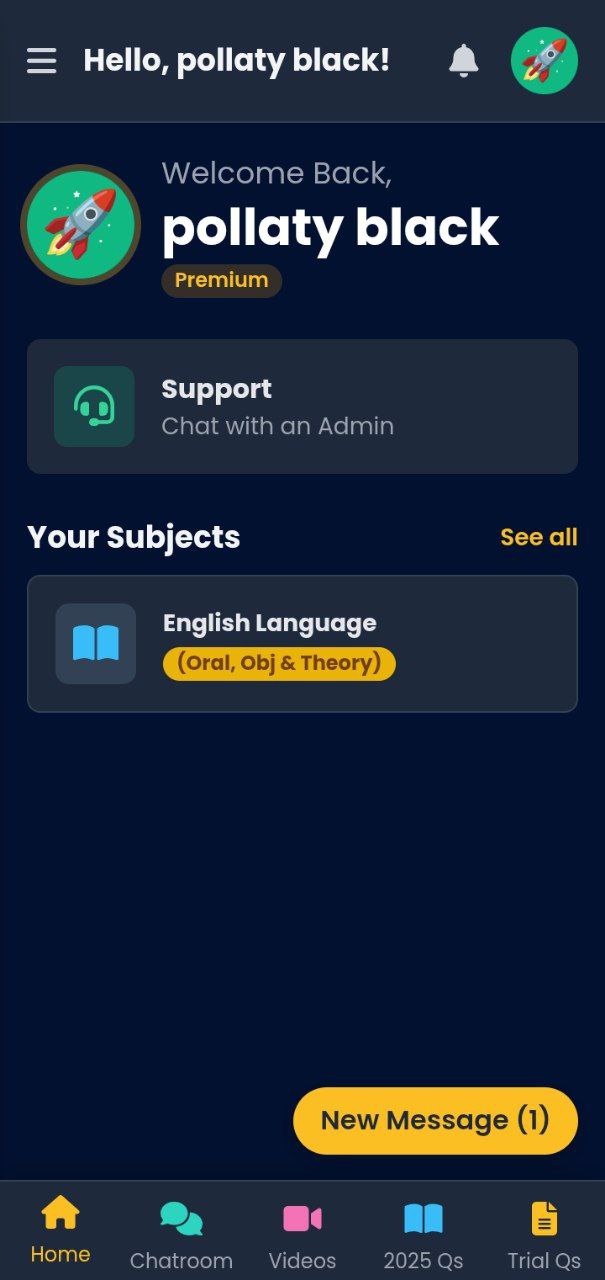 Hello, pollaty black!
Welcome Back,
pollaty black
Premium
Support
Chat with an Admin
Your Subjects
See all
English Language
(Oral, Obj & Theory)
New Message (1)
Home
Chatroom
Videos
2025 Qs
Trial Qs